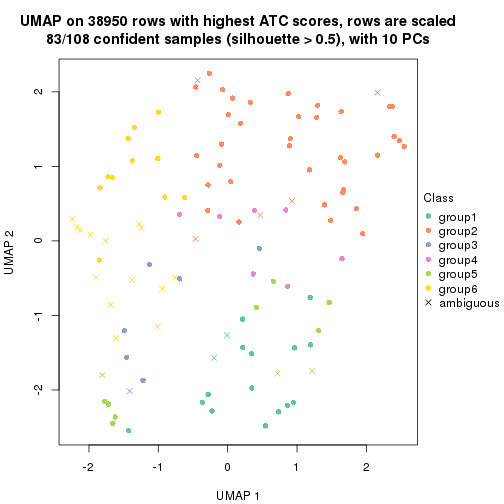 UMAP on 38950 rows with highest ATC scores, rows are scaled
83/108 confident samples (silhouette > 0.5), with 10 PCs
2
1
0
-1
-2
UMAP 2
-2
-1
0
1
2
UMAP 1
Class
group1
group2
group3
group4
group5
group6
ambiguous